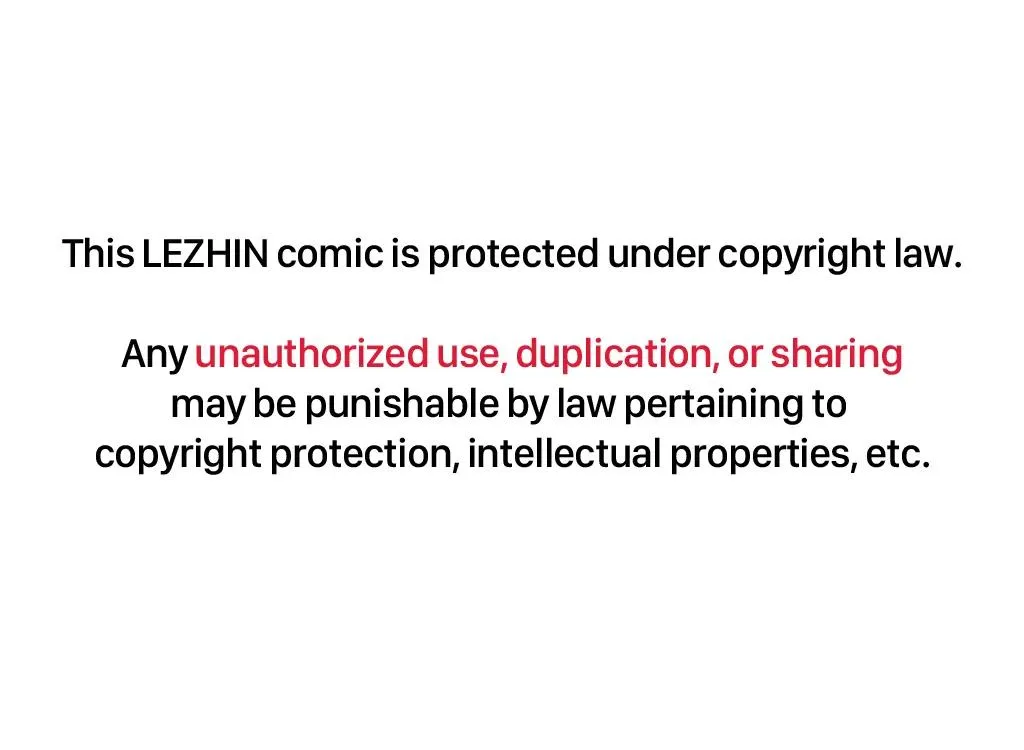 This LEZHIN comic is protected under copyright law.
Any unauthorized use, duplication, or sharing
may be punishable by law pertaining to
copyright protection, intellectual properties, etc.